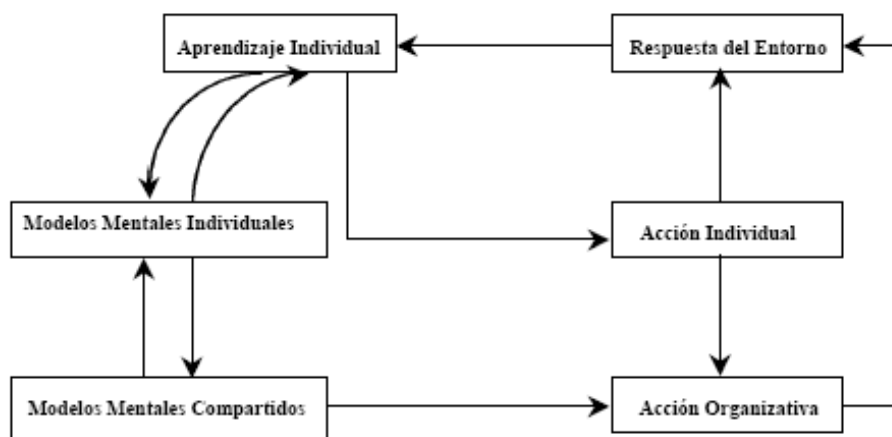 Aprendizaje Individual
Respuesta del Entorno
Modelos Mentales Individuales
Acción Individual
Modelos Mentales Compartidos
Acción Organizativa